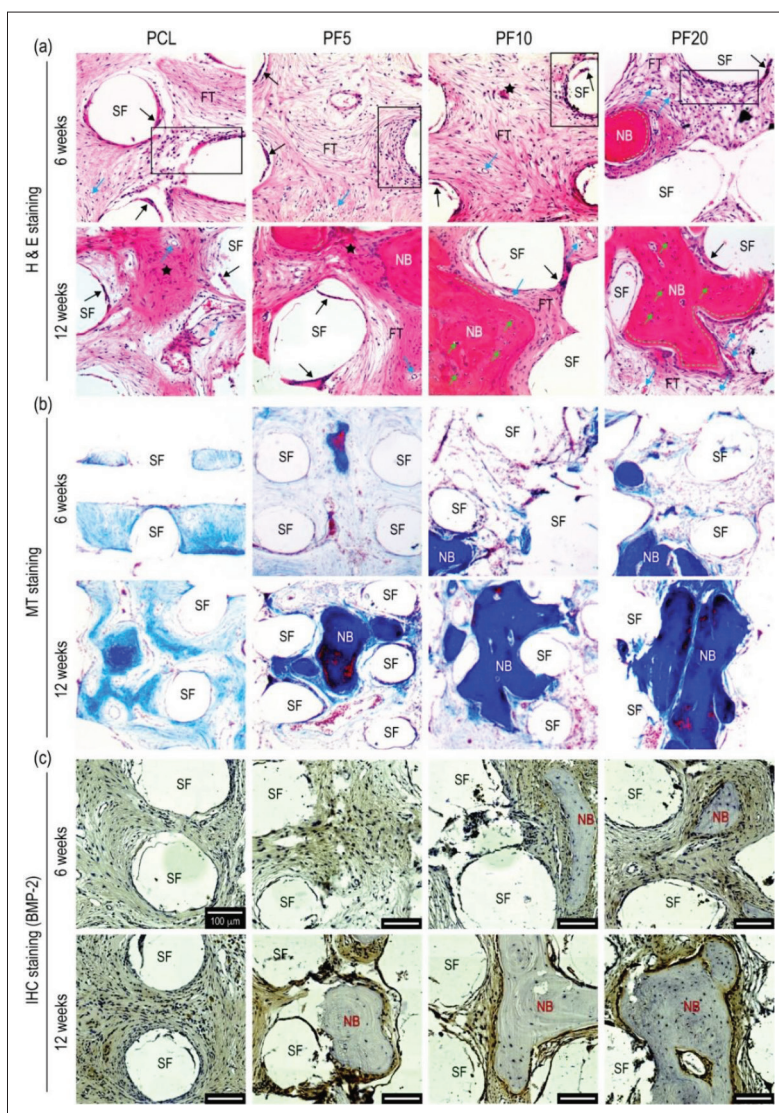 (a) PCL PF5 PF10 PF20
H & E staining
6 weeks
SF FT
FT
SF FT
FT SF NB SF
12 weeks
SF SF
SF NB FT
SF FT NB SF
SF NB SF FT
(b)
MT staining
6 weeks
SF SF
SF
SF SF NB
SF SF NB
12 weeks
SF SF
SF NB SF SF SF
NB SF SF
SF NB SF
(c)
IHC staining (BMP-2)
6 weeks
SF SF 100 μm
SF SF
SF NB SF
SF NB SF
12 weeks
SF SF
SF NB SF
SF NB SF
SF NB SF